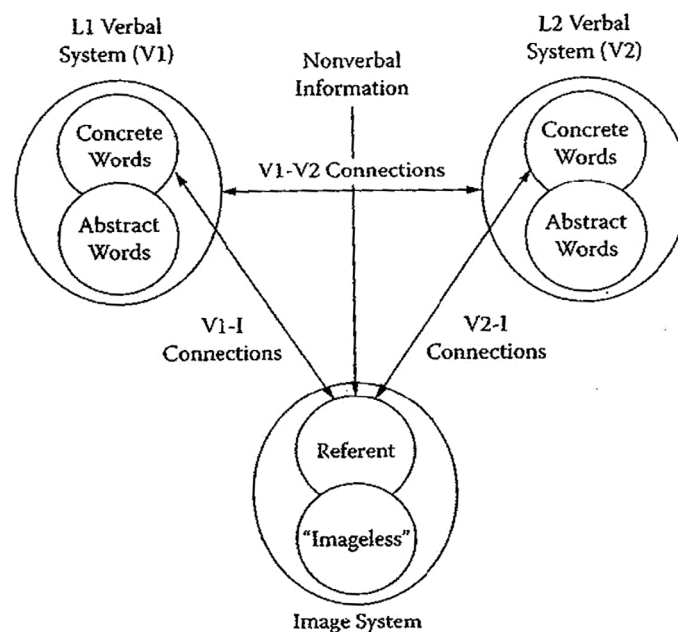 L1 Verbal
System (V1)
Nonverbal
Information
L2 Verbal
System (V2)
Concrete
Words
Abstract
Words
V1-V2 Connections
Concrete
Words
Abstract
Words
V1-I
Connections
V2-I
Connections
Referent
“Imageless”
Image System